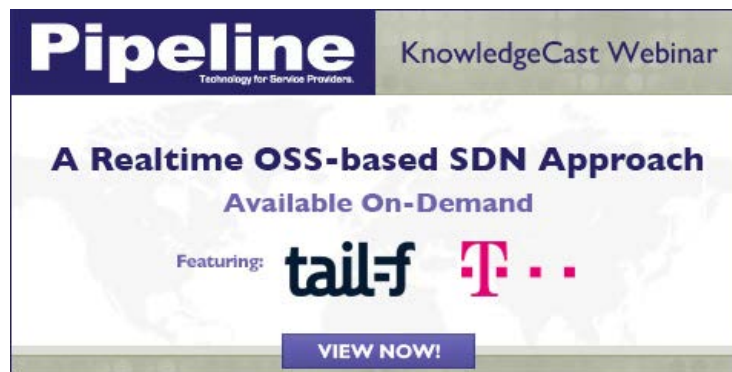 Pipeline
Technology for Service Providers.
KnowledgeCast Webinar
A Realtime OSS-based SDN Approach
Available On-Demand
Featuring: tail-f T
VIEW NOW!